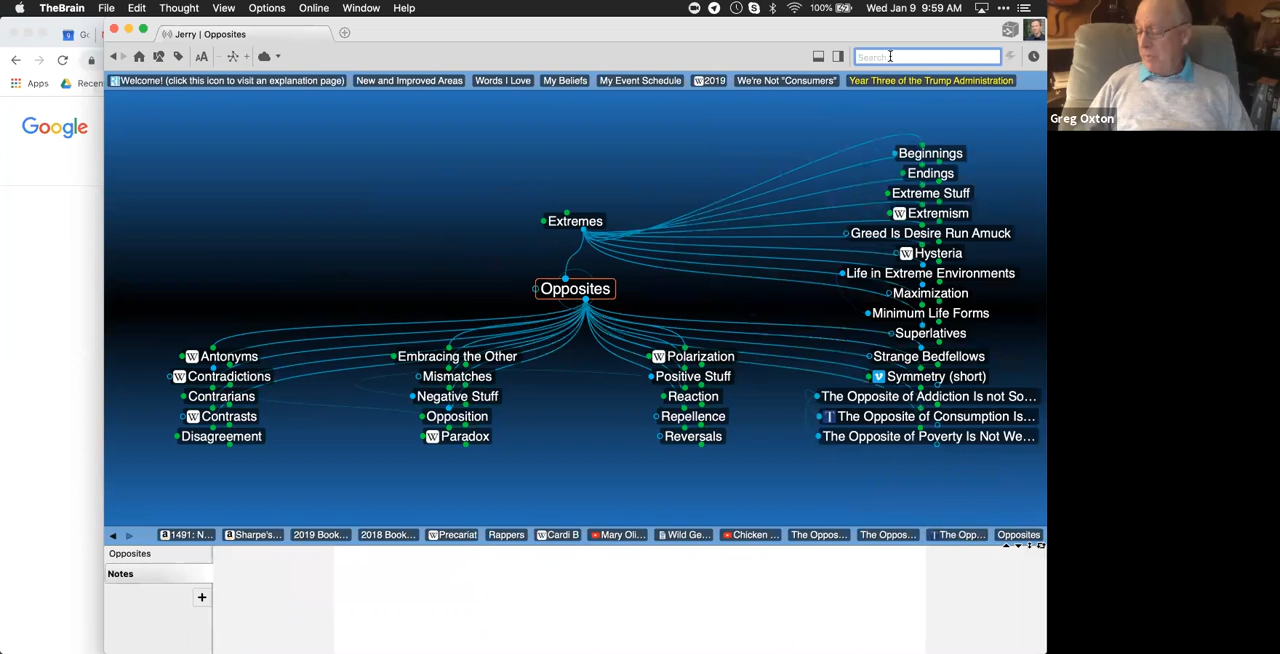 TheBrain File Edit Thought View Options Online Window Help 100% Wed Jan 9 9:59 AM
Jerry | Opposites
AA
Search
Welcome! (click this icon to visit an explanation page) New and Improved Areas Words I Love My Beliefs My Event Schedule W 2019 We're Not "Consumers" Year Three of the Trump Administration
Recen
Google
Greg Oxton
Beginnings
Endings
Extreme Stuff
W Extremism
Greed Is Desire Run Amuck
W Hysteria
Life in Extreme Environments
Maximization
Minimum Life Forms
Superlatives
Extremes
Opposites
W Antonyms
W Contradictions
Contrarians
W Contrasts
Disagreement
Embracing the Other
Mismatches
Negative Stuff
Opposition
W Paradox
W Polarization
Positive Stuff
Reaction
Repellence
Reversals
Strange Bedfellows
Symmetry (short)
The Opposite of Addiction Is not So...
The Opposite of Consumption Is...
The Opposite of Poverty Is Not We...
a 1491: N... a Sharpe's... 2019 Book... 2018 Book... W Precariat Rappers W Cardi B Mary Oli... Wild Ge... Chicken ... The Oppos... The Oppos... The Opp... Opposites
Opposites
Notes